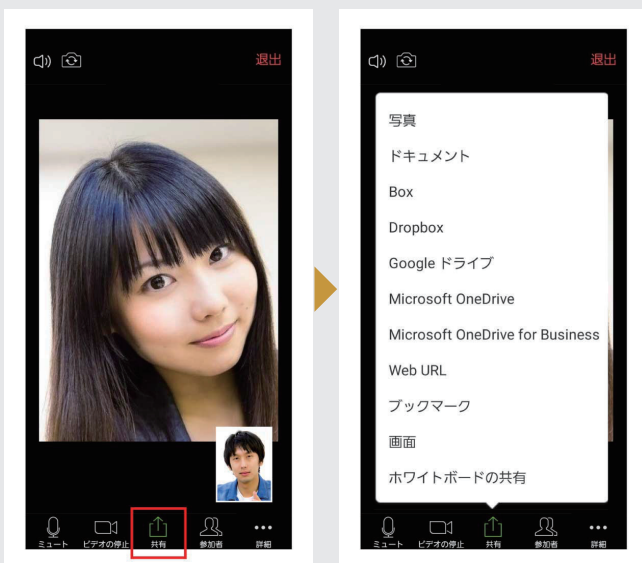 退出
ミュート ビデオの停止 共有 参加者 詳細
退出
写真
ドキュメント
Box
Dropbox
Google ドライブ
Microsoft OneDrive
Microsoft OneDrive for Business
Web URL
ブックマーク
画面
ホワイトボードの共有
ミュート ビデオの停止 共有 参加者 詳細